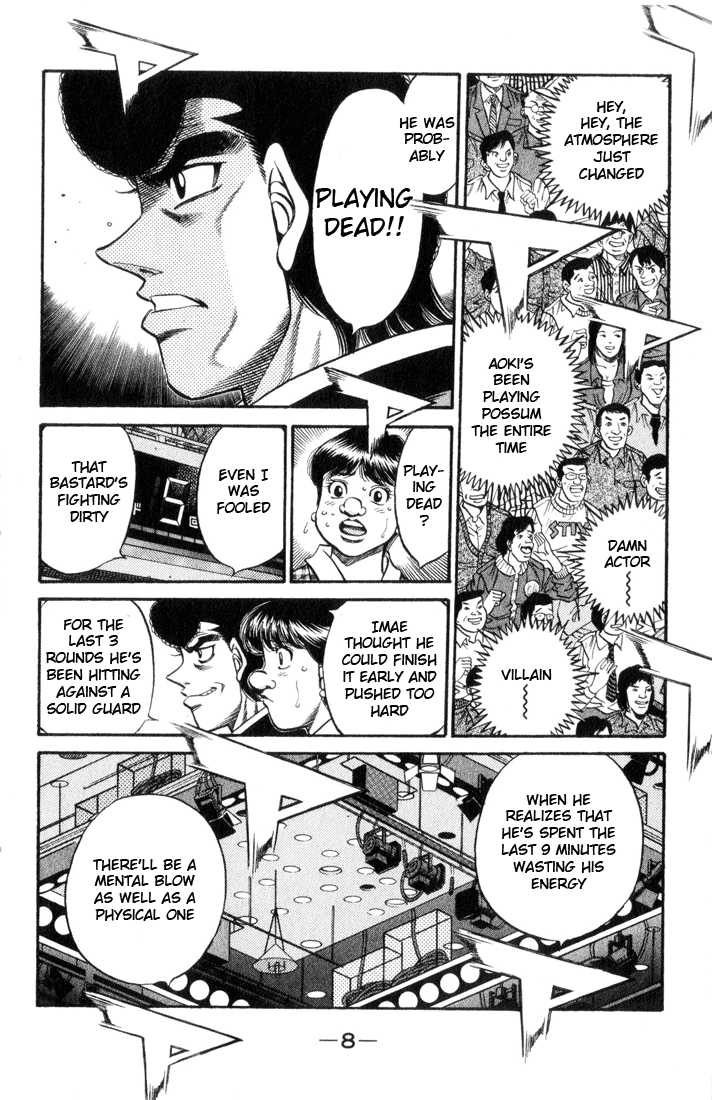 HEY,
HEY, THE
ATMOSPHERE
JUST
CHANGED
HE WAS
PROB-
ABLY
PLAYING
DEAD!!
AOKI'S
BEEN
PLAYING
POSSUM
THE ENTIRE
TIME
DAMN
ACTOR
VILLAIN
STIN
PLAY-
ING
DEAD
?
EVEN I
WAS
FOOLED
THAT
BASTARD'S
FIGHTING
DIRTY
5
IMAE
THOUGHT HE
COULD FINISH
IT EARLY AND
PUSHED TOO
HARD
FOR THE
LAST 3
ROUNDS HE'S
BEEN HITTING
AGAINST A
SOLID GUARD
WHEN HE
REALIZES THAT
HE'S SPENT THE
LAST 9 MINUTES
WASTING HIS
ENERGY
THERE'LL BE A
MENTAL BLOW
AS WELL AS A
PHYSICAL ONE
—8—